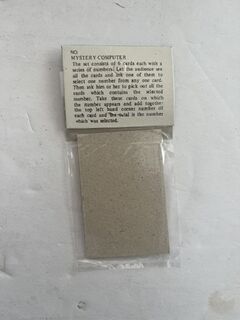 NO.
MYSTERY COMPUTER
The set consists of 6 cards each with a
series of numbers. Let the audience see
all the cards and ask one of them to
select one number from any one card.
Then ask him or her to pick out all the
cards which contains the selected
number. Take these cards on which
the number appears and add together
the top left hand corner number of
each card and the total is the number
which was selected.